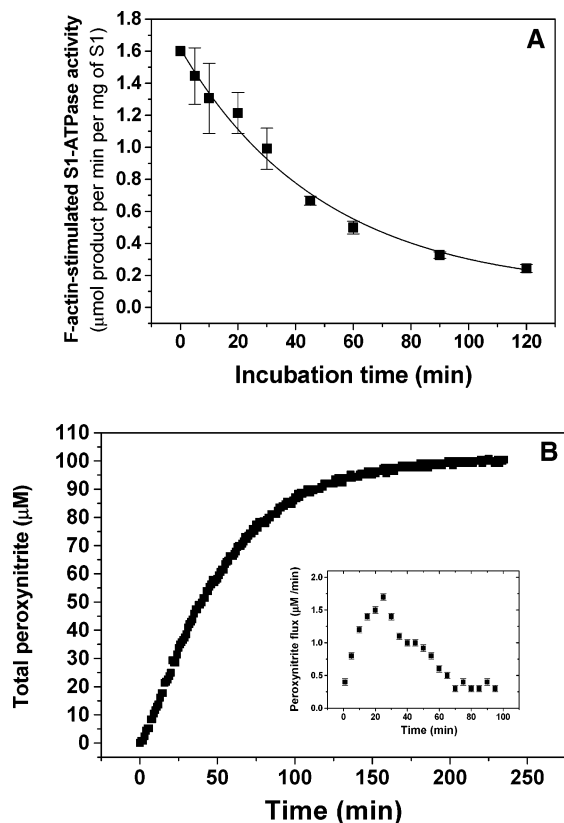 A
F-actin-stimulated S1-ATPase activity
(μmol product per min per mg of S1)
1.8
1.6
1.4
1.2
1.0
0.8
0.6
0.4
0.2
0.0
0 20 40 60 80 100 120
Incubation time (min)
B
Total peroxynitrite (μM)
110
100
90
80
70
60
50
40
30
20
10
0
Peroxynitrite flux (μM /min)
2.0
1.5
1.0
0.5
0.0
0 20 40 60 80 100
Time (min)
0 50 100 150 200 250
Time (min)